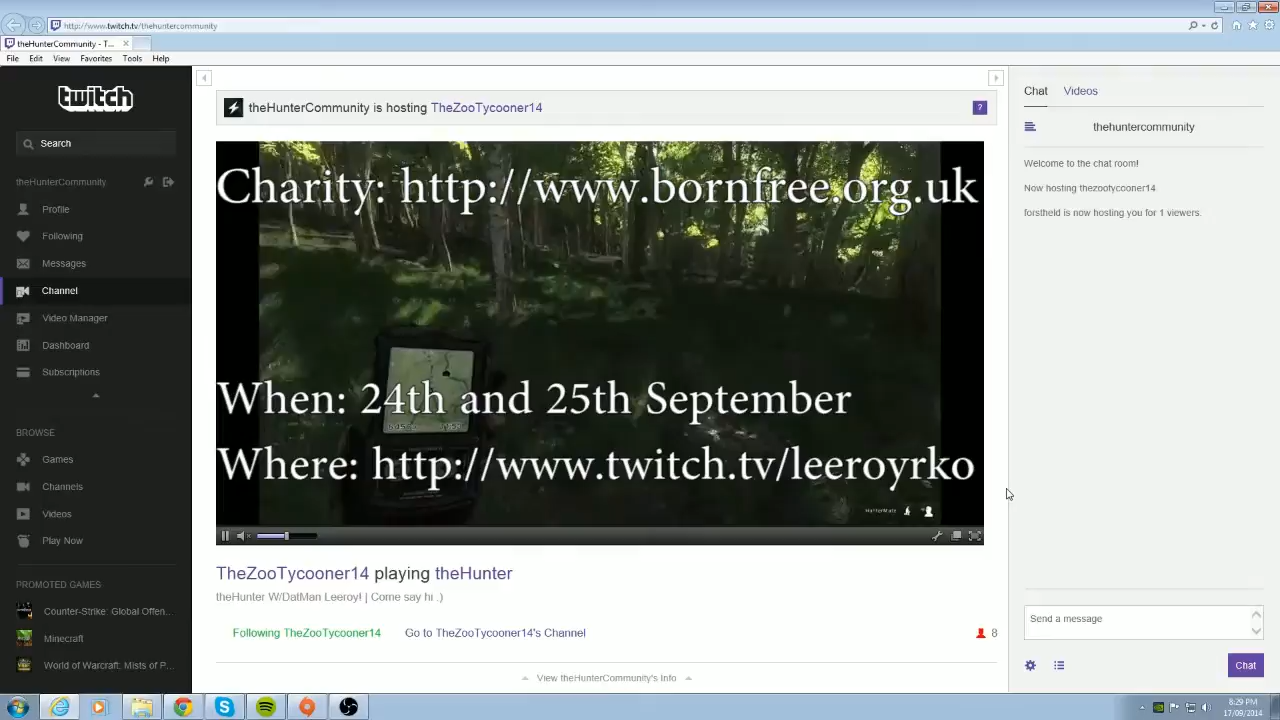 http://www.twitch.tv/thehuntercommunity
theHunterCommunity - T...
File Edit View Favorites Tools Help
twitch
Search
theHunterCommunity
Profile
Following
Messages
Channel
Video Manager
Dashboard
Subscriptions
BROWSE
Games
Channels
Videos
Play Now
PROMOTED GAMES
Counter-Strike: Global Offen..
Minecraft
World of Warcraft: Mists of P...
theHunterCommunity is hosting TheZooTycooner14
?
Charity: http://www.bornfree.org.uk
When: 24th and 25th September
Where: http://www.twitch.tv/leeroyrko
HunterMate
TheZooTycooner14 playing theHunter
theHunter W/DatMan Leeroy! | Come say hi :)
Following TheZooTycooner14 Go to TheZooTycooner14's Channel
8
View theHunterCommunity's Info
Chat Videos
thehuntercommunity
Welcome to the chat room!
Now hosting thezootycooner14.
forstheld is now hosting you for 1 viewers.
Send a message
Chat
8:29 PM
17/09/2014